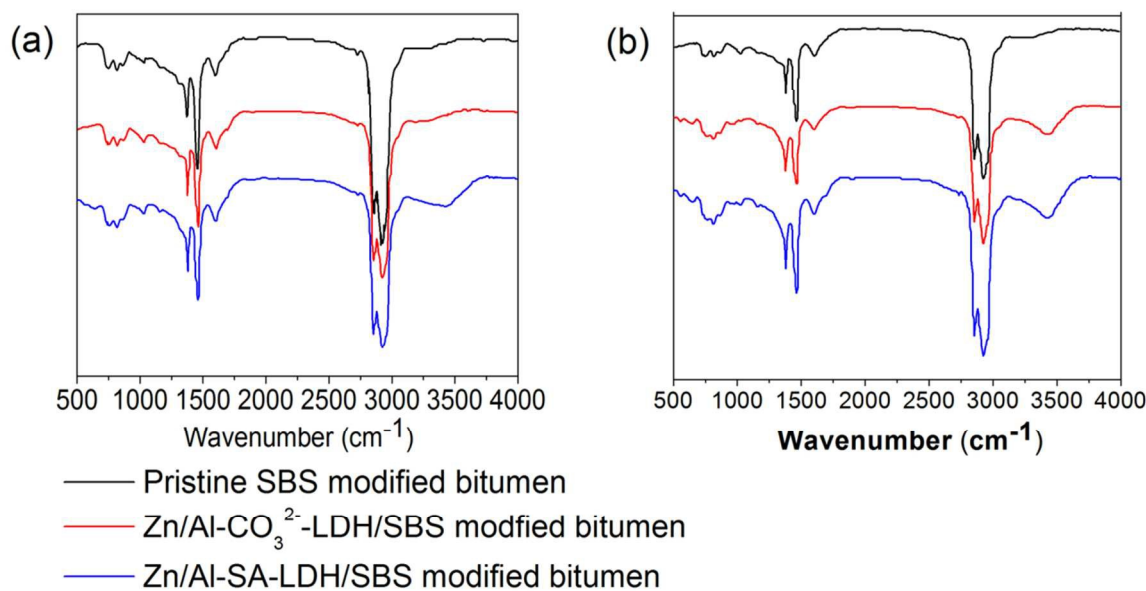 (a)
(b)
500 1000 1500 2000 2500 3000 3500 4000
Wavenumber (cm⁻¹)
500 1000 1500 2000 2500 3000 3500 4000
Wavenumber (cm⁻¹)
Pristine SBS modified bitumen
Zn/Al-CO₃²⁻-LDH/SBS modfied bitumen
Zn/Al-SA-LDH/SBS modified bitumen